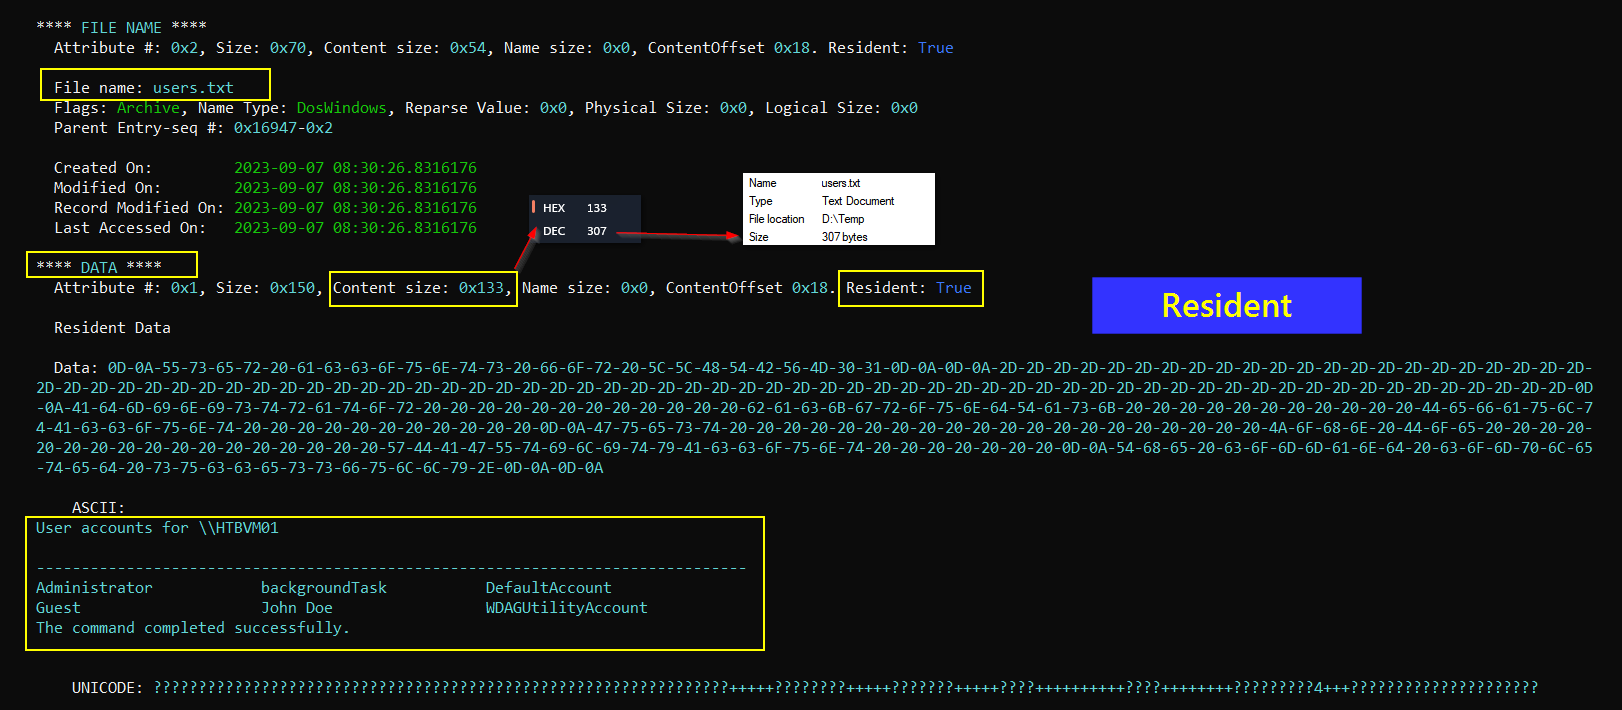 **** FILE NAME ****
Attribute #: 0x2, Size: 0x70, Content size: 0x54, Name size: 0x0, ContentOffset 0x18. Resident: True
File name: users.txt
Flags: Archive, Name Type: DosWindows, Reparse Value: 0x0, Physical Size: 0x0, Logical Size: 0x0
Parent Entry-seq #: 0x16947-0x2
Created On: 2023-09-07 08:30:26.8316176
Modified On: 2023-09-07 08:30:26.8316176
Record Modified On: 2023-09-07 08:30:26.8316176
Last Accessed On: 2023-09-07 08:30:26.8316176
HEX 133
DEC 307
Name users.txt
Type Text Document
File location D:\Temp
Size 307 bytes
**** DATA ****
Attribute #: 0x1, Size: 0x150, Content size: 0x133, Name size: 0x0, ContentOffset 0x18. Resident: True
Resident
Resident Data
Data: 0D-0A-55-73-65-72-20-61-63-63-6F-75-6E-74-73-20-66-6F-72-20-5C-5C-48-54-42-56-4D-30-31-0D-0A-0D-0A-2D-2D-2D-2D-2D-2D-2D-2D-2D-2D-2D-2D-2D-2D-2D-2D-2D-2D-2D-2D-2D-2D-
2D-2D-2D-2D-2D-2D-2D-2D-2D-2D-2D-2D-2D-2D-2D-2D-2D-2D-2D-2D-2D-2D-2D-2D-2D-2D-2D-2D-2D-2D-2D-2D-2D-2D-2D-2D-2D-2D-2D-2D-2D-2D-2D-2D-2D-2D-2D-2D-2D-2D-2D-2D-2D-2D-2D-2D-2D-0D
-0A-41-64-6D-69-6E-69-73-74-72-61-74-6F-72-20-20-20-20-20-20-20-20-20-20-20-20-62-61-63-6B-67-72-6F-75-6E-64-54-61-73-6B-20-20-20-20-20-20-20-20-20-20-20-44-65-66-61-75-6C-7
4-41-63-63-6F-75-6E-74-20-20-20-20-20-20-20-20-20-20-20-0D-0A-47-75-65-73-74-20-20-20-20-20-20-20-20-20-20-20-20-20-20-20-20-20-20-20-20-4A-6F-68-6E-20-44-6F-65-20-20-20-20-
20-20-20-20-20-20-20-20-20-20-20-20-20-57-44-41-47-55-74-69-6C-69-74-79-41-63-63-6F-75-6E-74-20-20-20-20-20-20-20-0D-0A-54-68-65-20-63-6F-6D-6D-61-6E-64-20-63-6F-6D-70-6C-65
-74-65-64-20-73-75-63-63-65-73-73-66-75-6C-6C-79-2E-0D-0A-0D-0A
ASCII:
User accounts for \\HTBVM01
-------------------------------------------------------------------------------
Administrator backgroundTask DefaultAccount
Guest John Doe WDAGUtilityAccount
The command completed successfully.
UNICODE: ????????????????????????????????????????????????????????????????+++++????????+++++???????+++++????++++++++++????++++++++?????????4+++?????????????????????